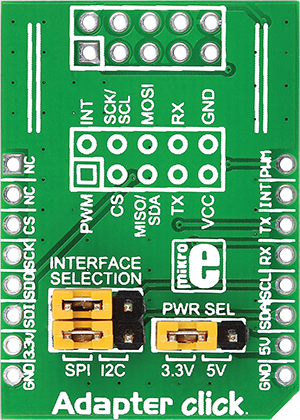 INT SCK/SCL MOSI RX GND
PWM CS MISO/SDA TX VCC
NC PWM
NC INT
CS TX
SCK RX
SDO SCL
SDI SDA
3.3V 5V
GND GND
mikro e
INTERFACE
SELECTION
SPI I2C
PWR SEL
3.3V 5V
Adapter click